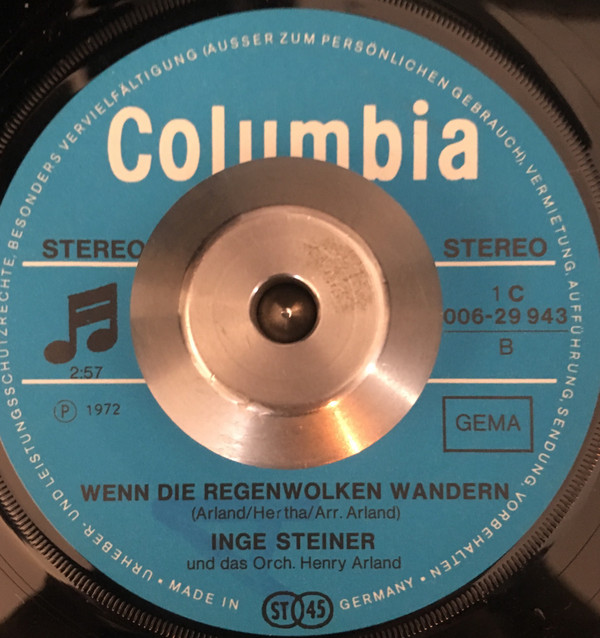 URHEBER- UND LEISTUNGSSCHUTZRECHTE, BESONDERS VERVIELFÄLTIGUNG (AUSSER ZUM PERSÖNLICHEN GEBRAUCH), VERMIETUNG, AUFFÜHRUNG, SENDUNG VORBEHALTEN • MADE IN GERMANY •
Columbia
STEREO STEREO
1 C
006-29 943
B
2:57
Ⓟ 1972
GEMA
WENN DIE REGENWOLKEN WANDERN
(Arland/Hertha/Arr. Arland)
INGE STEINER
und das Orch. Henry Arland
ST 45